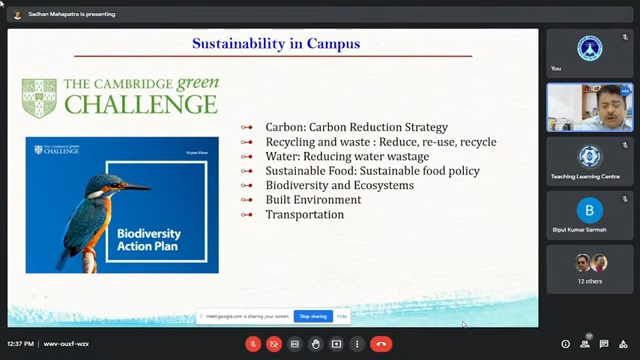 Sadhan Mahapatra is presenting
Sustainability in Campus
THE CAMBRIDGE green
CHALLENGE
THE CAMBRIDGE green
CHALLENGE
Biodiversity
Action Plan
Carbon: Carbon Reduction Strategy
Recycling and waste : Reduce, re-use, recycle
Water: Reducing water wastage
Sustainable Food: Sustainable food policy
Biodiversity and Ecosystems
Built Environment
Transportation
meet.google.com is sharing your screen.
Stop sharing
Hide
You
Teaching Learning Centre
B
Bipul Kumar Sarmah
12 others
12:37 PM
wwv-ouxf-wzx
17